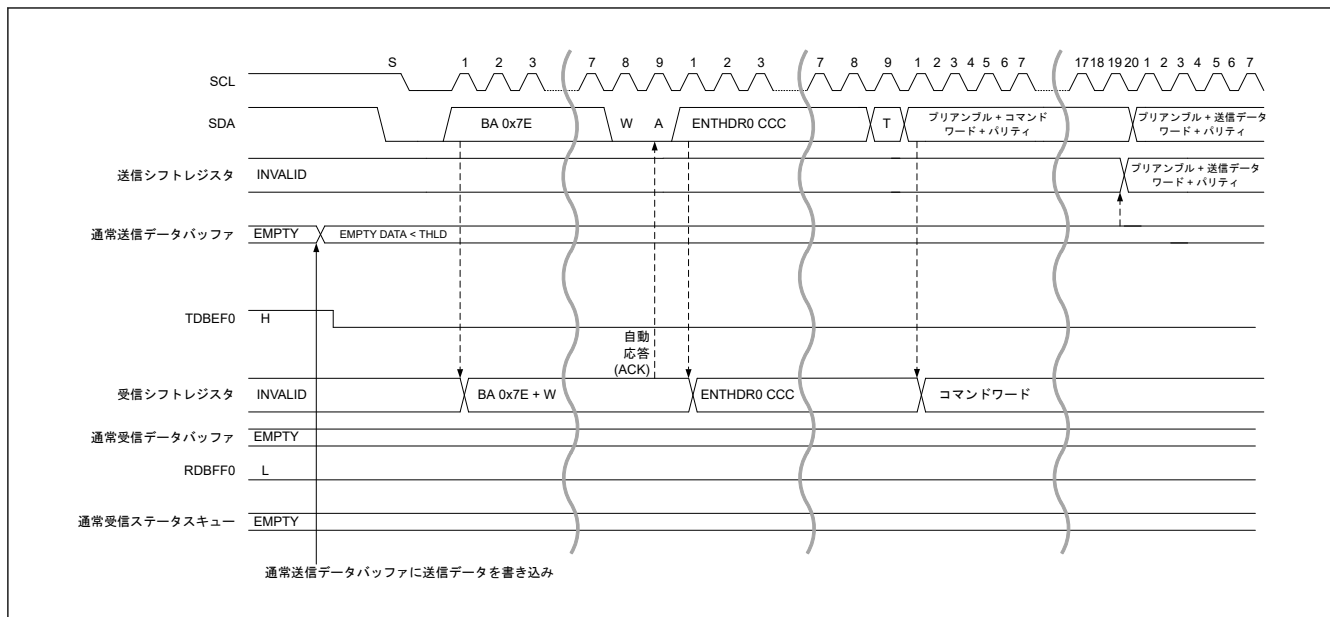 S 1 2 3 7 8 9 1 2 3 7 8 9 1 2 3 4 5 6 7 17 18 19 20 1 2 3 4 5 6 7
SCL
SDA BA 0x7E W A ENTHDR0 CCC T
プリアンブル + コマンド
ワード + パリティ
プリアンブル + 送信データ
ワード + パリティ
送信シフトレジスタ INVALID
プリアンブル + 送信データ
ワード + パリティ
通常送信データバッファ EMPTY EMPTY DATA < THLD
TDBEF0 H
自動
応答
(ACK)
受信シフトレジスタ INVALID BA 0x7E + W ENTHDR0 CCC コマンドワード
通常受信データバッファ EMPTY
RDBFF0 L
通常受信ステータスキュー EMPTY
通常送信データバッファに送信データを書き込み